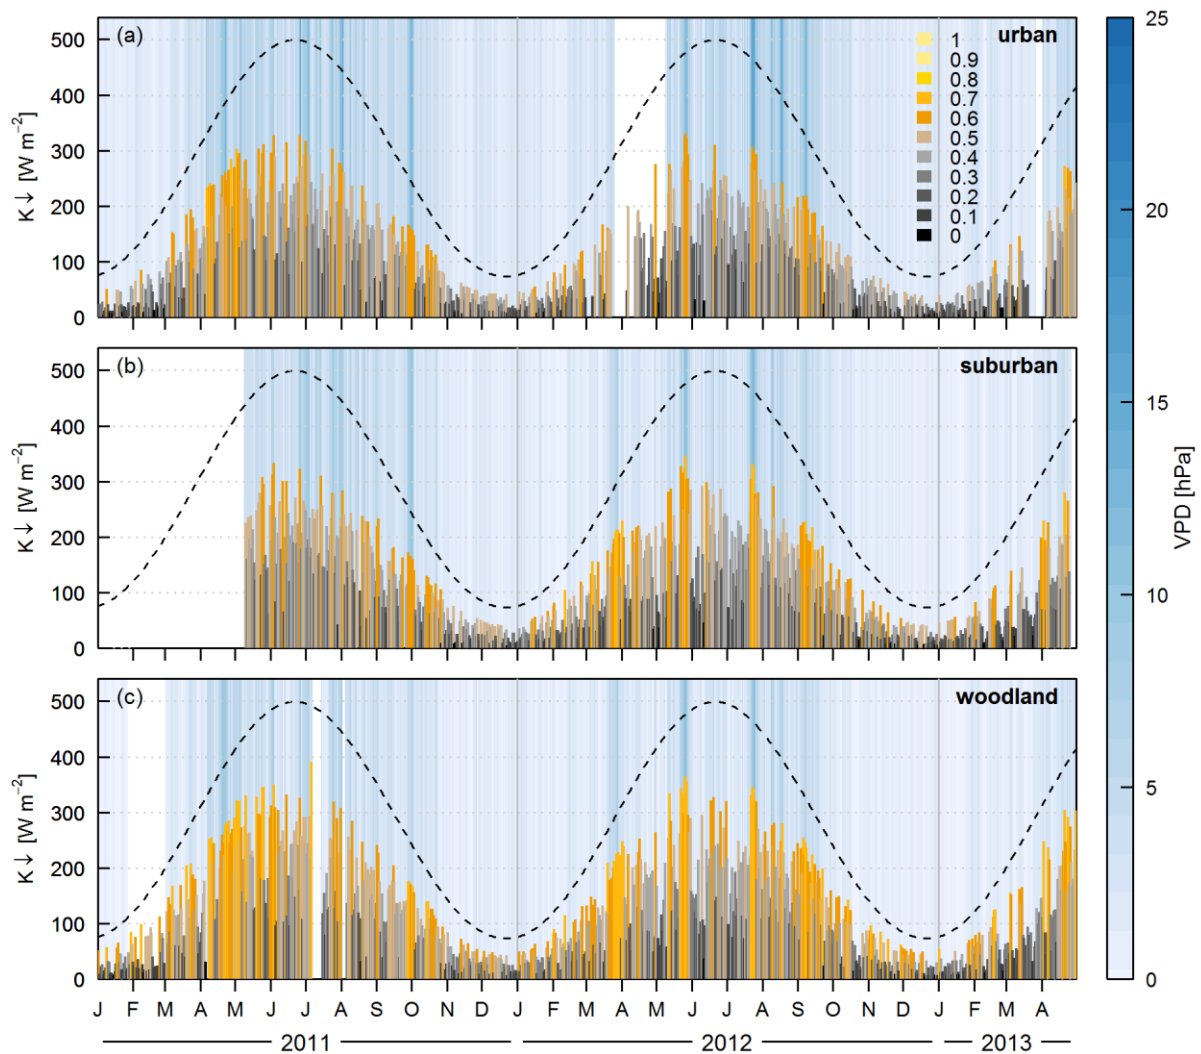 (a)
urban
500
400
300
200
100
0
K↓ [W m⁻²]
1
0.9
0.8
0.7
0.6
0.5
0.4
0.3
0.2
0.1
0
J F M A M J J A S O N D J F M A M J J A S O N D J F M A
(b)
suburban
500
400
300
200
100
0
K↓ [W m⁻²]
J F M A M J J A S O N D J F M A M J J A S O N D J F M A
(c)
woodland
500
400
300
200
100
0
K↓ [W m⁻²]
J F M A M J J A S O N D J F M A M J J A S O N D J F M A
2011 2012 2013
25
20
15
10
5
0
VPD [hPa]